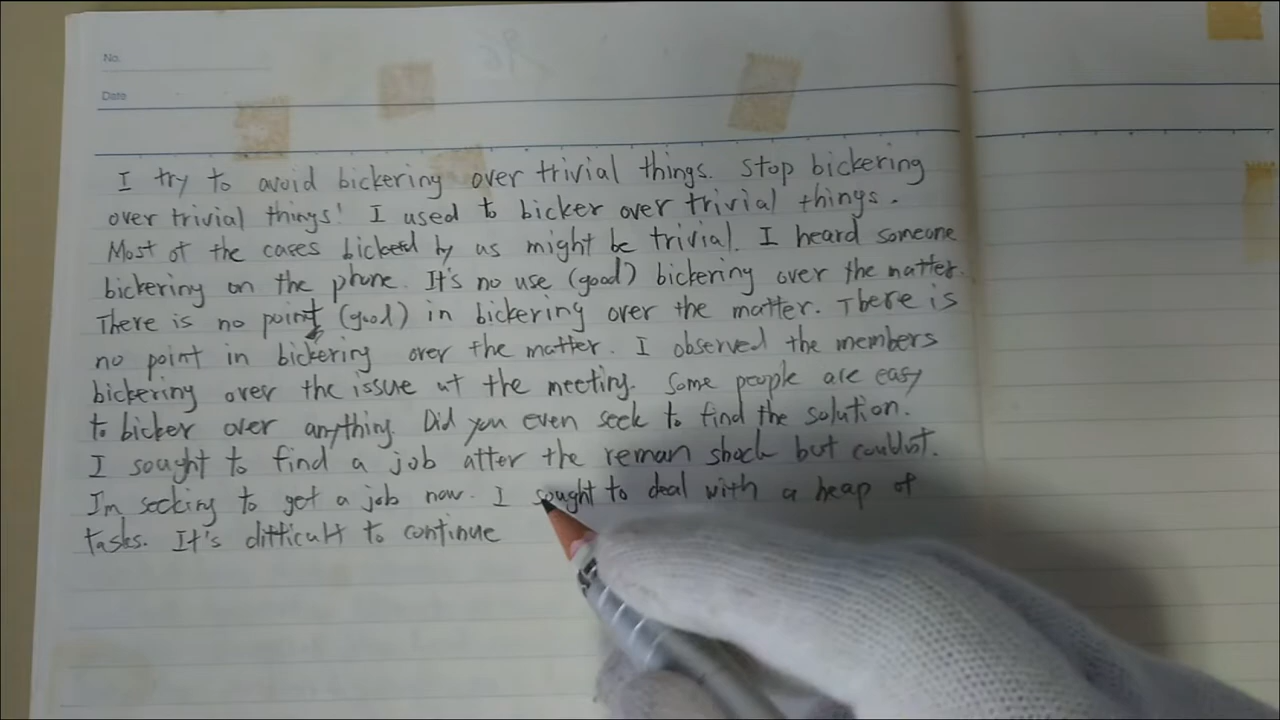 No.
Date
I try to avoid bickering over trivial things. Stop bickering
over trivial things! I used to bicker over trivial things.
Most of the cases bickered by us might be trivial. I heard someone
bickering on the phone. It's no use (good) bickering over the matter.
There is no point (good) in bickering over the matter. There is
no point in bickering over the matter. I observed the members
bickering over the issue at the meeting. Some people are easy
to bicker over anything. Did you even seek to find the solution.
I sought to find a job after the reman shock but couldn't.
I'm seeking to get a job now. I sought to deal with a heap of
tasks. It's difficult to continue